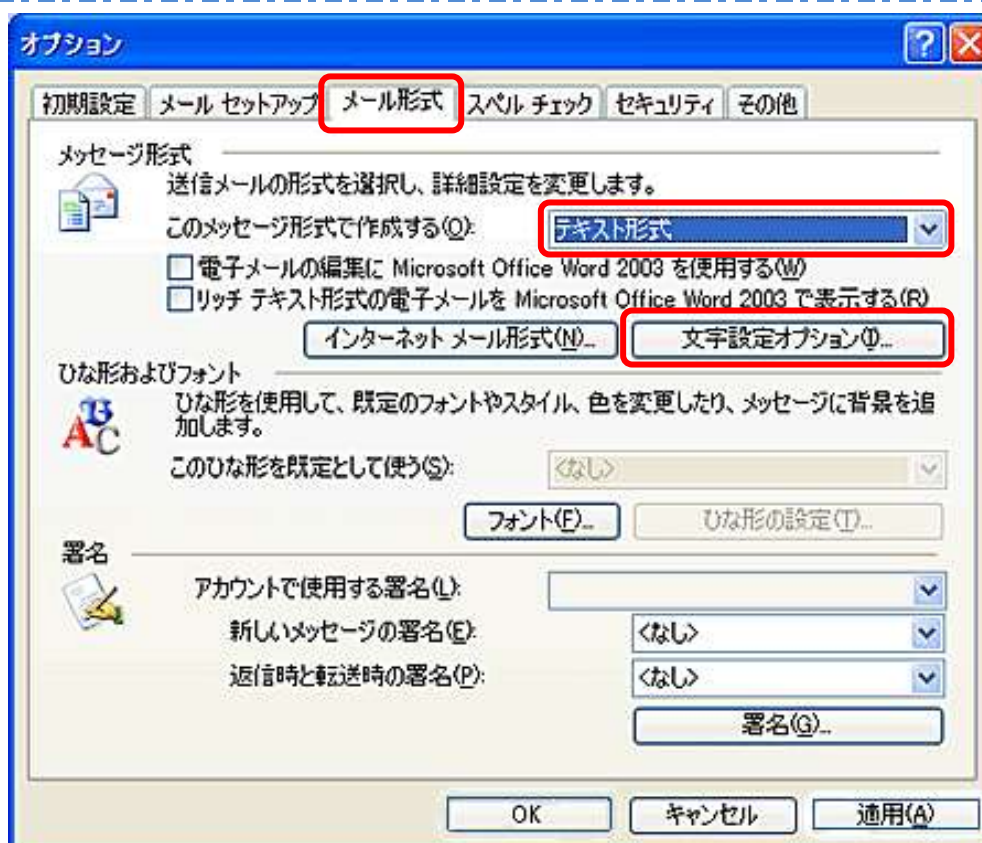 オプション
初期設定 メール セットアップ メール形式 スペル チェック セキュリティ その他
メッセージ形式
送信メールの形式を選択し、詳細設定を変更します。
このメッセージ形式で作成する(O): テキスト形式
電子メールの編集に Microsoft Office Word 2003 を使用する(W)
リッチ テキスト形式の電子メールを Microsoft Office Word 2003 で表示する(R)
インターネット メール形式(N)... 文字設定オプション(I)...
ひな形およびフォント
ひな形を使用して、既定のフォントやスタイル、色を変更したり、メッセージに背景を追
加します。
このひな形を既定として使う(S): <なし>
フォント(F)... ひな形の設定(T)...
署名
アカウントで使用する署名(L):
新しいメッセージの署名(E): <なし>
返信時と転送時の署名(P): <なし>
署名(G)...
OK キャンセル 適用(A)